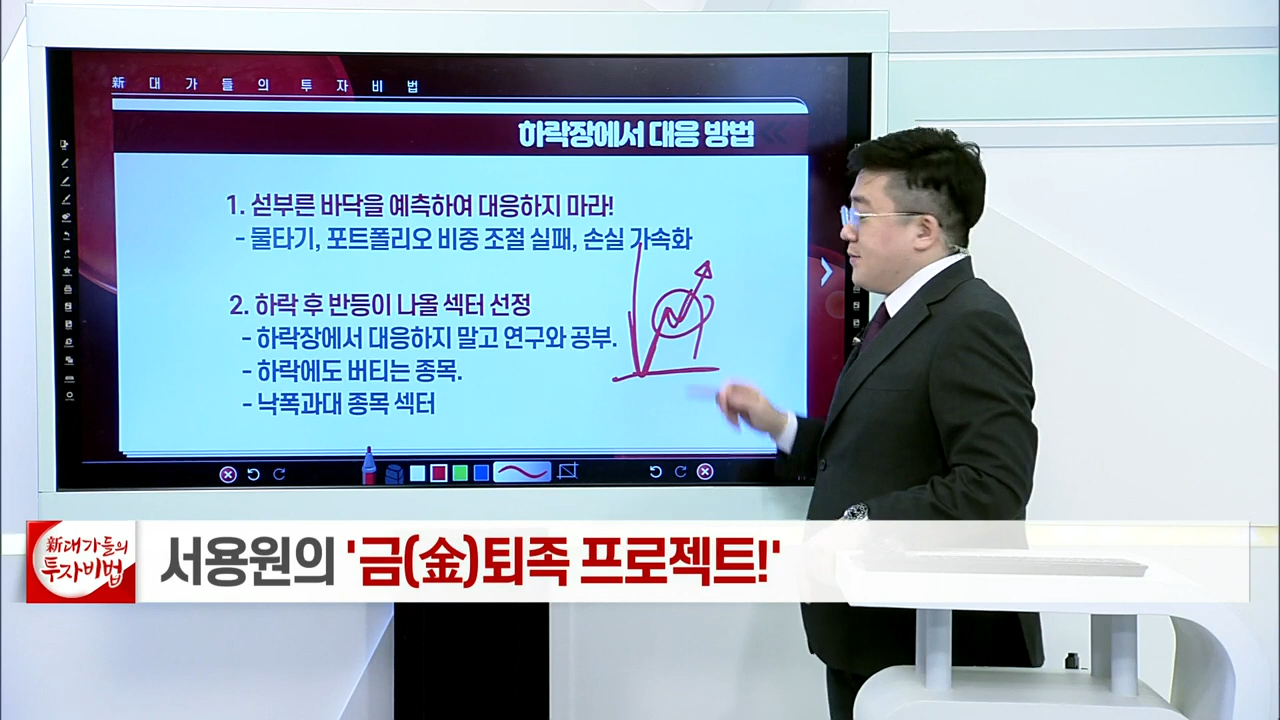 新대가들의 투자비법
하락장에서 대응 방법
1. 섣부른 바닥을 예측하여 대응하지 마라!
- 물타기, 포트폴리오 비중 조절 실패, 손실 가속화
2. 하락 후 반등이 나올 섹터 선정
- 하락장에서 대응하지 말고 연구와 공부.
- 하락에도 버티는 종목.
- 낙폭과대 종목 섹터
新대가들의
투자비법
서용원의 '금(金)퇴족 프로젝트!'